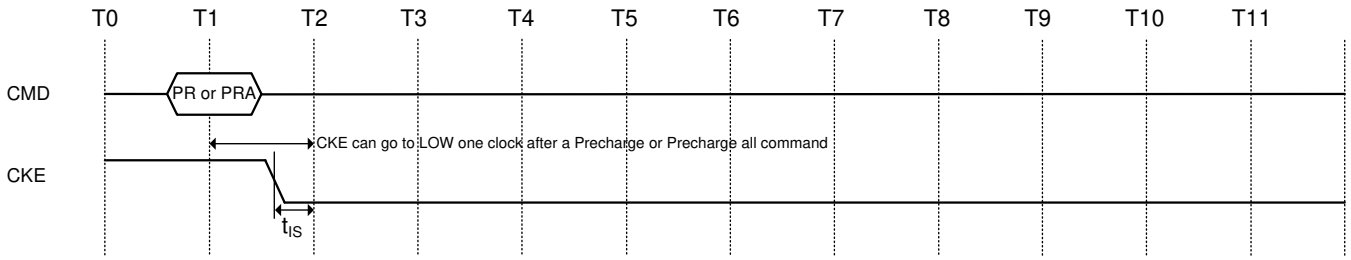 T0 T1 T2 T3 T4 T5 T6 T7 T8 T9 T10 T11
CMD PR or PRA
CKE can go to LOW one clock after a Precharge or Precharge all command
CKE
tIS